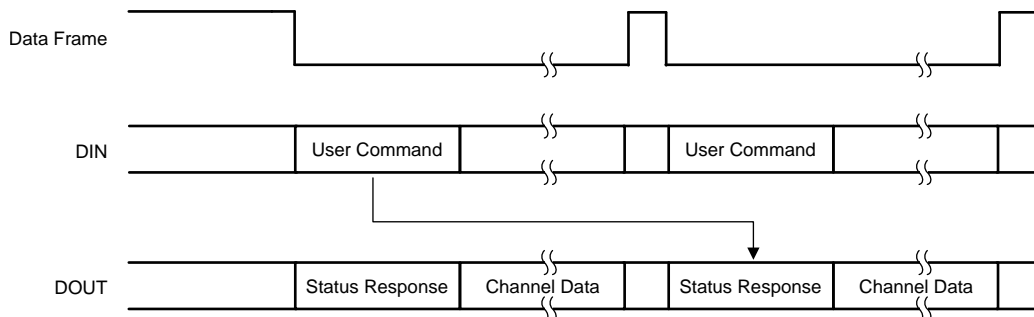 Data Frame
DIN
User Command
User Command
DOUT
Status Response
Channel Data
Status Response
Channel Data